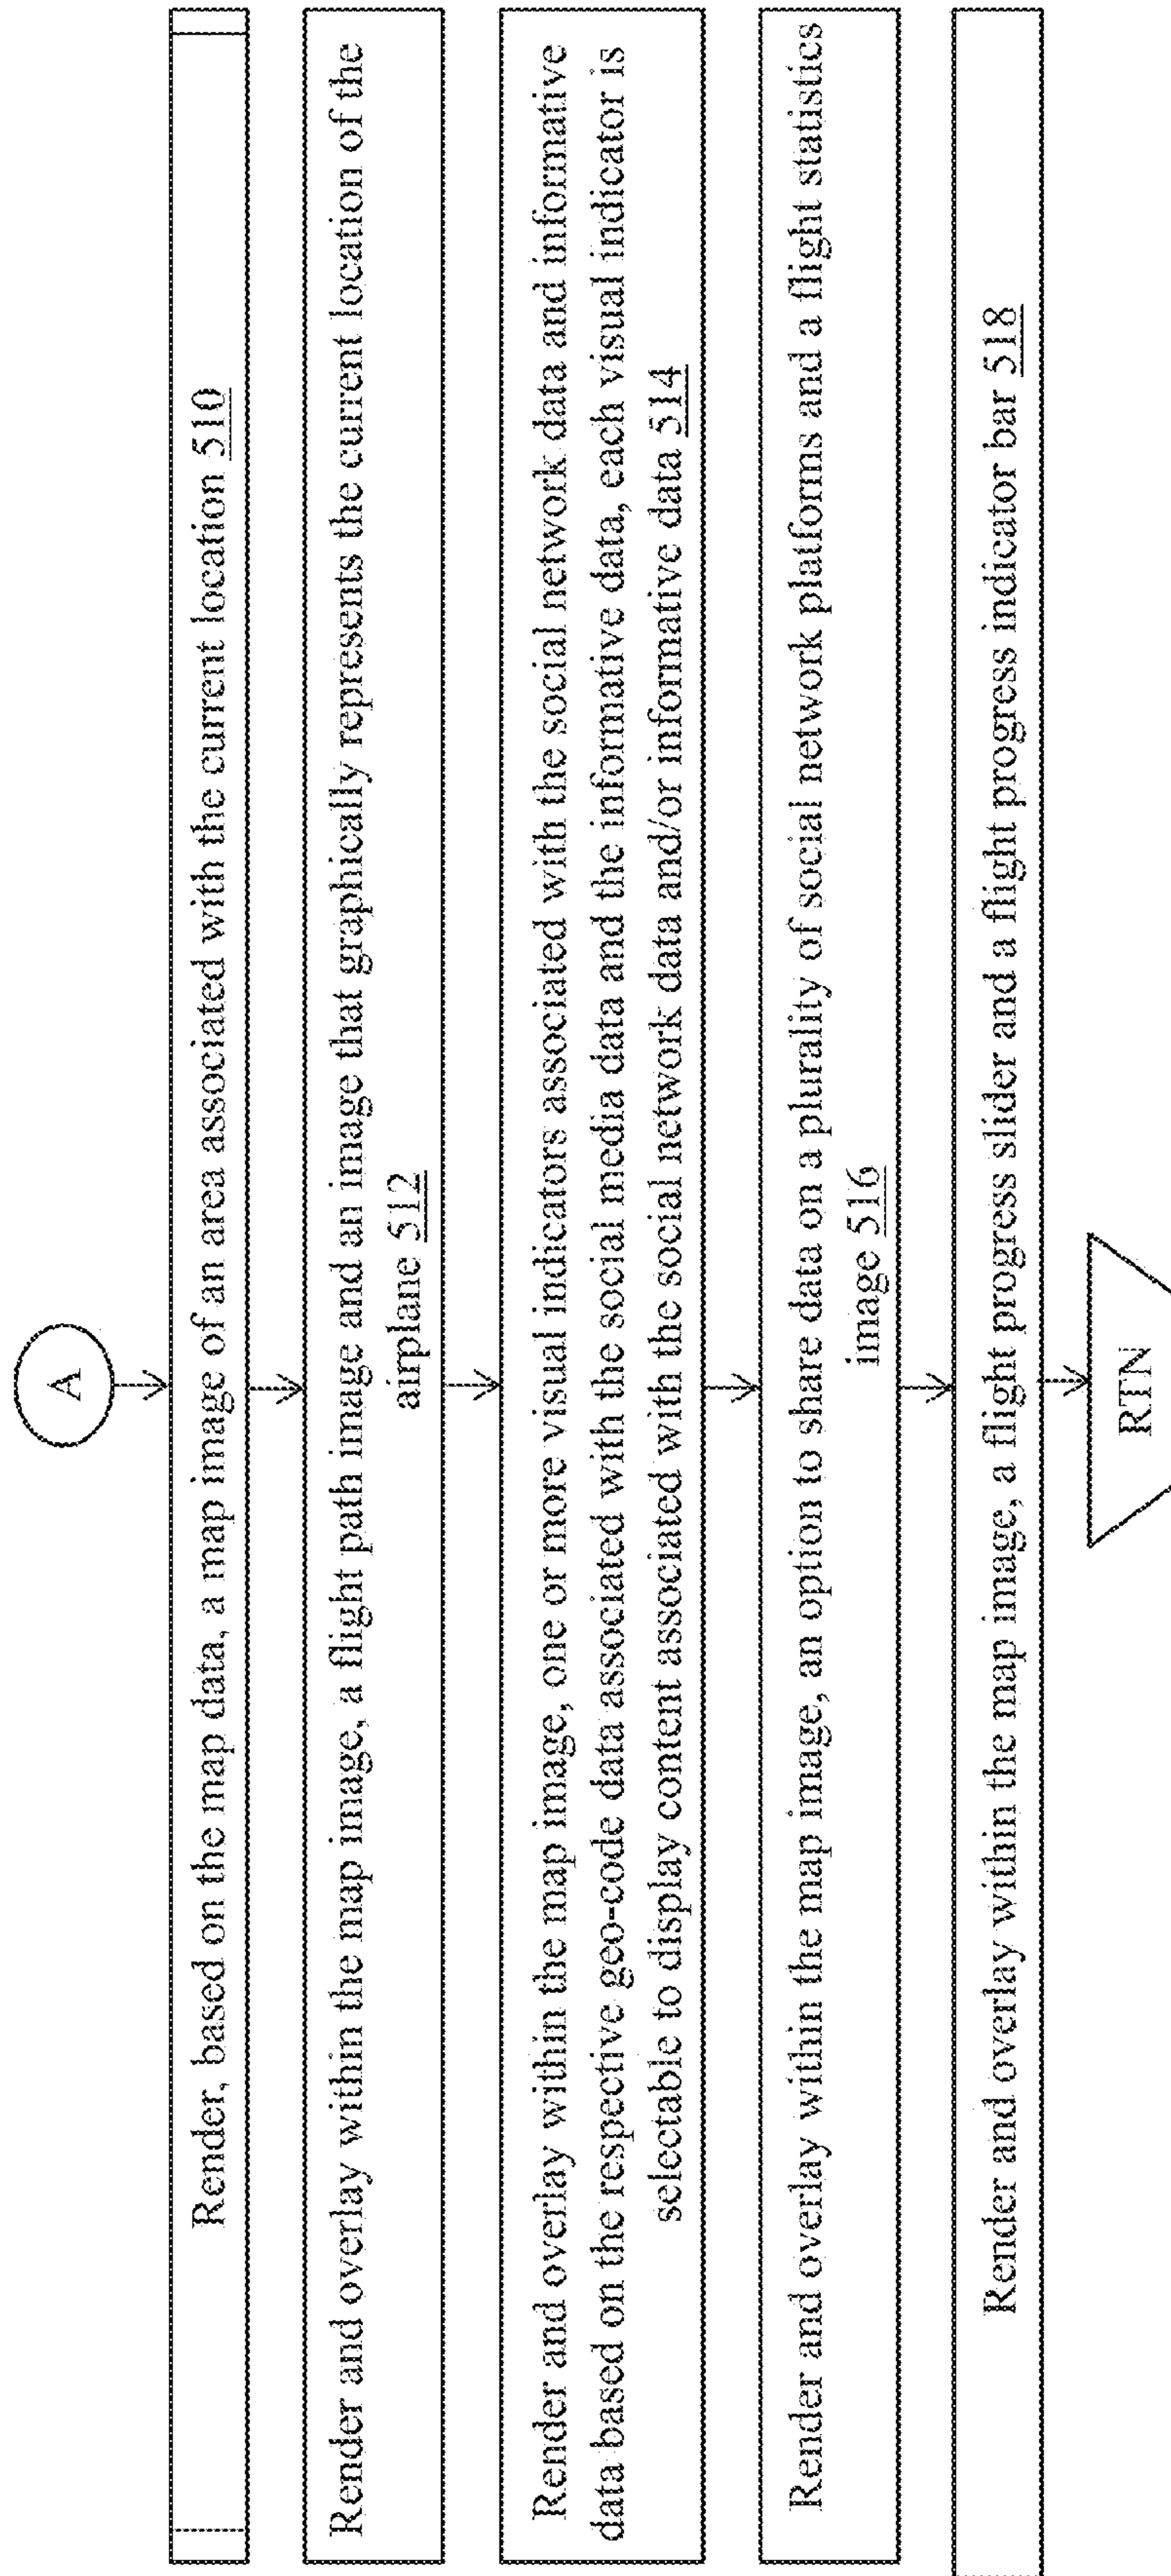 A
Render, based on the map data, a map image of an area associated with the current location 510
Render and overlay within the map image, a flight path image and an image that graphically represents the current location of the
airplane 512
Render and overlay within the map image, one or more visual indicators associated with the social network data and informative
data based on the respective geo-code data associated with the social media data and the informative data, each visual indicator is
selectable to display content associated with the social network data and/or informative data 514
Render and overlay within the map image, an option to share data on a plurality of social network platforms and a flight statistics
image 516
Render and overlay within the map image, a flight progress slider and a flight progress indicator bar 518
RTN